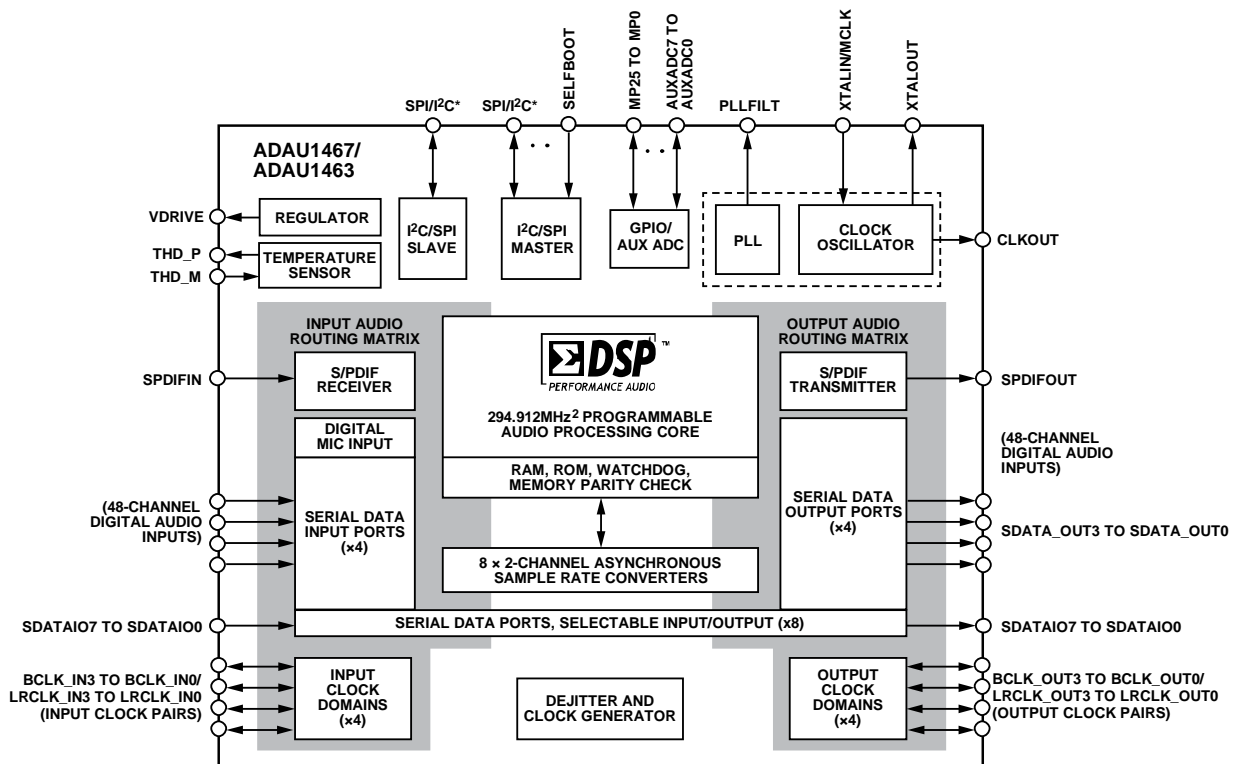 SELFBOOT
MP25 TO MP0
AUXADC7 TO
AUXADC0
XTALIN/MCLK
XTALOUT
SPI/I²C*
SPI/I²C*
PLLFILT
ADAU1467/
ADAU1463
VDRIVE
REGULATOR
THD_P
THD_M
TEMPERATURE
SENSOR
I²C/SPI
SLAVE
I²C/SPI
MASTER
GPIO/
AUX ADC
PLL
CLOCK
OSCILLATOR
CLKOUT
INPUT AUDIO
ROUTING MATRIX
S/PDIF
RECEIVER
SPDIFIN
DIGITAL
MIC INPUT
ΣDSP™
PERFORMANCE AUDIO
294.912MHz² PROGRAMMABLE
AUDIO PROCESSING CORE
RAM, ROM, WATCHDOG,
MEMORY PARITY CHECK
8 × 2-CHANNEL ASYNCHRONOUS
SAMPLE RATE CONVERTERS
OUTPUT AUDIO
ROUTING MATRIX
S/PDIF
TRANSMITTER
SPDIFOUT
(48-CHANNEL
DIGITAL AUDIO
INPUTS)
(48-CHANNEL
DIGITAL AUDIO
INPUTS)
SERIAL DATA
INPUT PORTS
(×4)
SERIAL DATA
OUTPUT PORTS
(×4)
SDATA_OUT3 TO SDATA_OUT0
SDATAIO7 TO SDATAIO0
SERIAL DATA PORTS, SELECTABLE INPUT/OUTPUT (x8)
SDATAIO7 TO SDATAIO0
BCLK_IN3 TO BCLK_IN0/
LRCLK_IN3 TO LRCLK_IN0
(INPUT CLOCK PAIRS)
INPUT
CLOCK
DOMAINS
(×4)
DEJITTER AND
CLOCK GENERATOR
OUTPUT
CLOCK
DOMAINS
(×4)
BCLK_OUT3 TO BCLK_OUT0/
LRCLK_OUT3 TO LRCLK_OUT0
(OUTPUT CLOCK PAIRS)